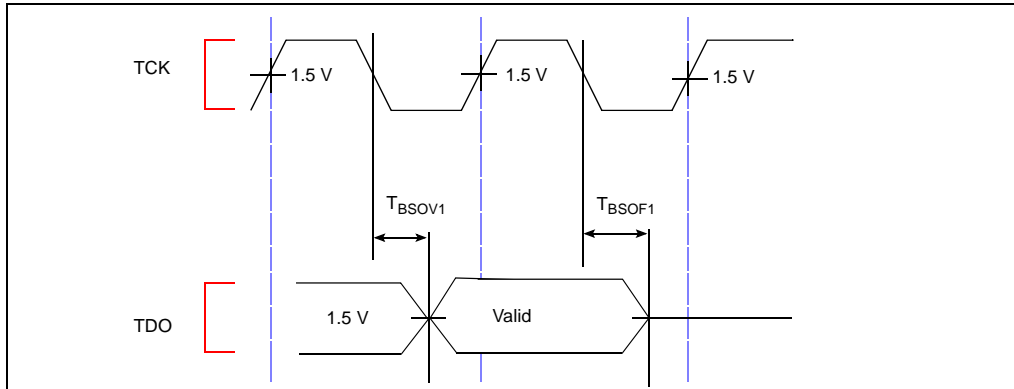 TCK
1.5 V
1.5 V
1.5 V
TBSOV1
TBSOF1
TDO
1.5 V
Valid